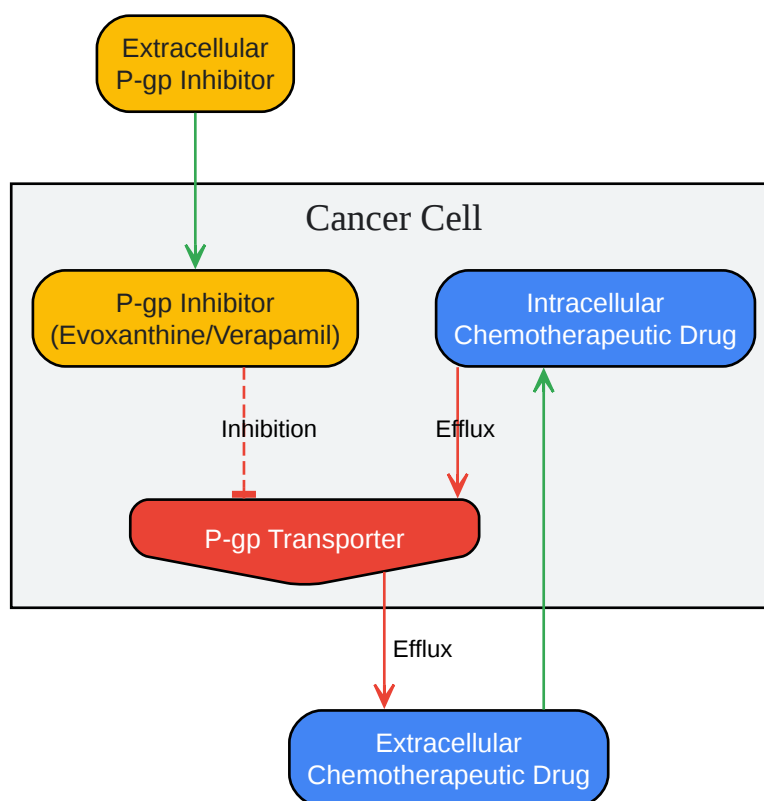 Extracellular
P-gp Inhibitor
Cancer Cell
P-gp Inhibitor
(Evoxanthine/Verapamil)
Intracellular
Chemotherapeutic Drug
Inhibition
Efflux
P-gp Transporter
Efflux
Extracellular
Chemotherapeutic Drug